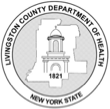 LIVINGSTON COUNTY DEPARTMENT OF HEALTH
1821
NEW YORK STATE